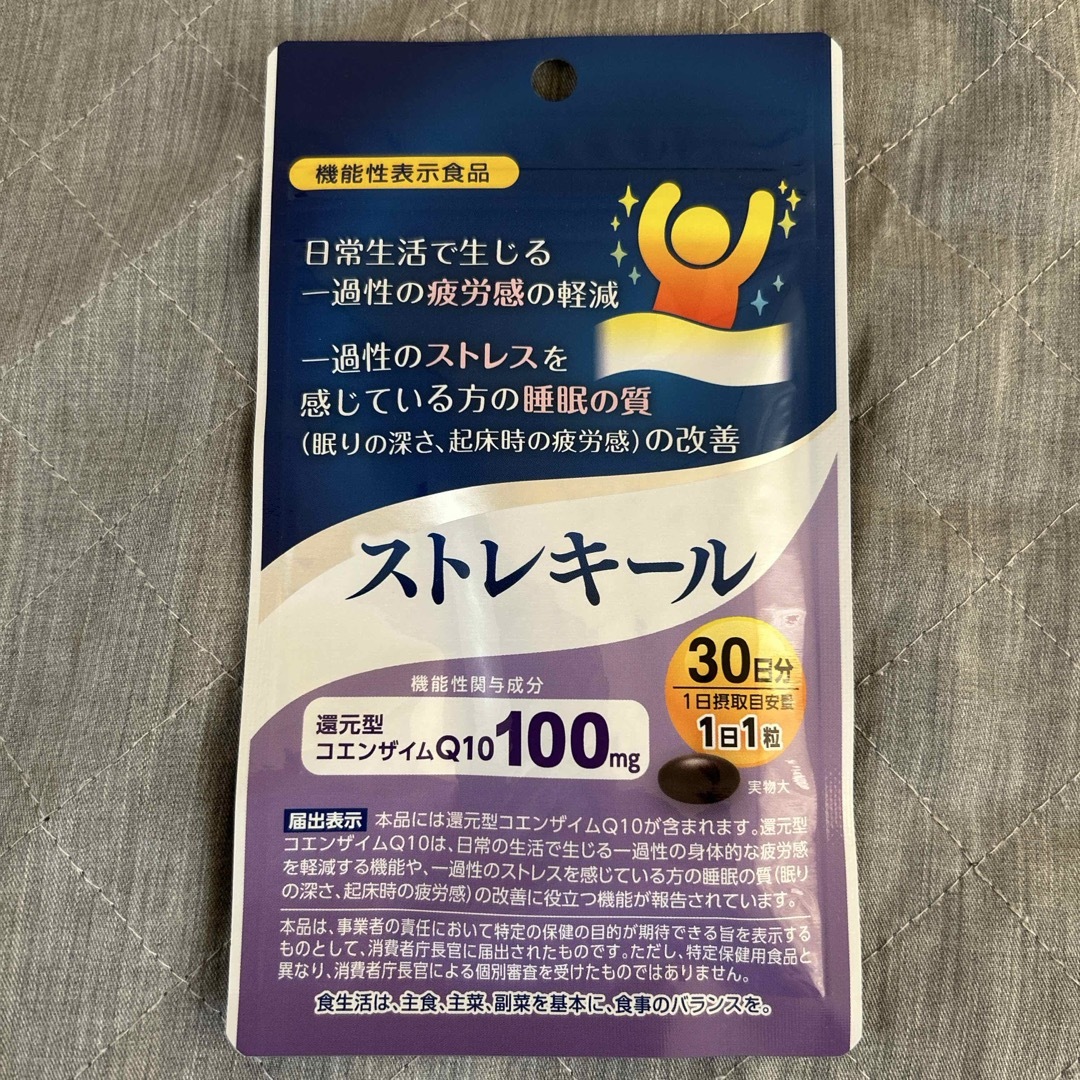 機能性表示食品
日常生活で生じる
一過性の疲労感の軽減
一過性のストレスを
感じている方の睡眠の質
(眠りの深さ、起床時の疲労感)の改善
ストレキール
30日分
1日摂取目安量
1日1粒
実物大
機能性関与成分
還元型
コエンザイムQ10 100mg
届出表示 本品には還元型コエンザイムQ10が含まれます。還元型
コエンザイムQ10は、日常の生活で生じる一過性の身体的な疲労感
を軽減する機能や、一過性のストレスを感じている方の睡眠の質(眠り
の深さ、起床時の疲労感)の改善に役立つ機能が報告されています。
本品は、事業者の責任において特定の保健の目的が期待できる旨を表示する
ものとして、消費者庁長官に届出されたものです。ただし、特定保健用食品と
異なり、消費者庁長官による個別審査を受けたものではありません。
食生活は、主食、主菜、副菜を基本に、食事のバランスを。